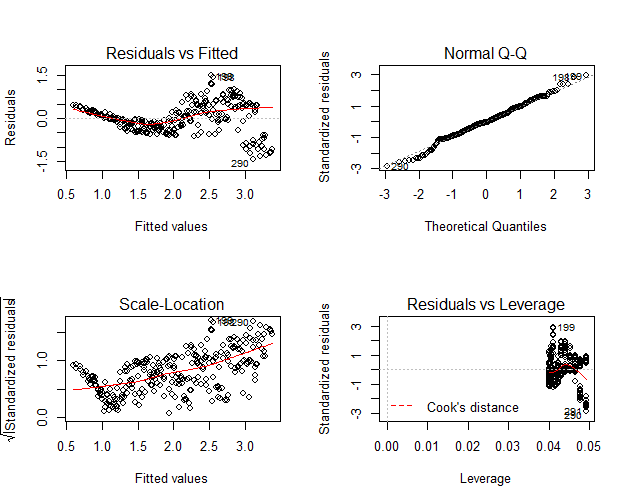 Residuals vs Fitted
Residuals
1.5
0.0
-1.5
290
0.5 1.0 1.5 2.0 2.5 3.0
Fitted values
Normal Q-Q
Standardized residuals
3
1
-1
-3
290
-3 -2 -1 0 1 2 3
Theoretical Quantiles
Scale-Location
√|Standardized residuals|
1.0
0.0
290
0.5 1.0 1.5 2.0 2.5 3.0
Fitted values
Residuals vs Leverage
Standardized residuals
3
1
-1
-3
199
290
Cook's distance
0.00 0.01 0.02 0.03 0.04 0.05
Leverage